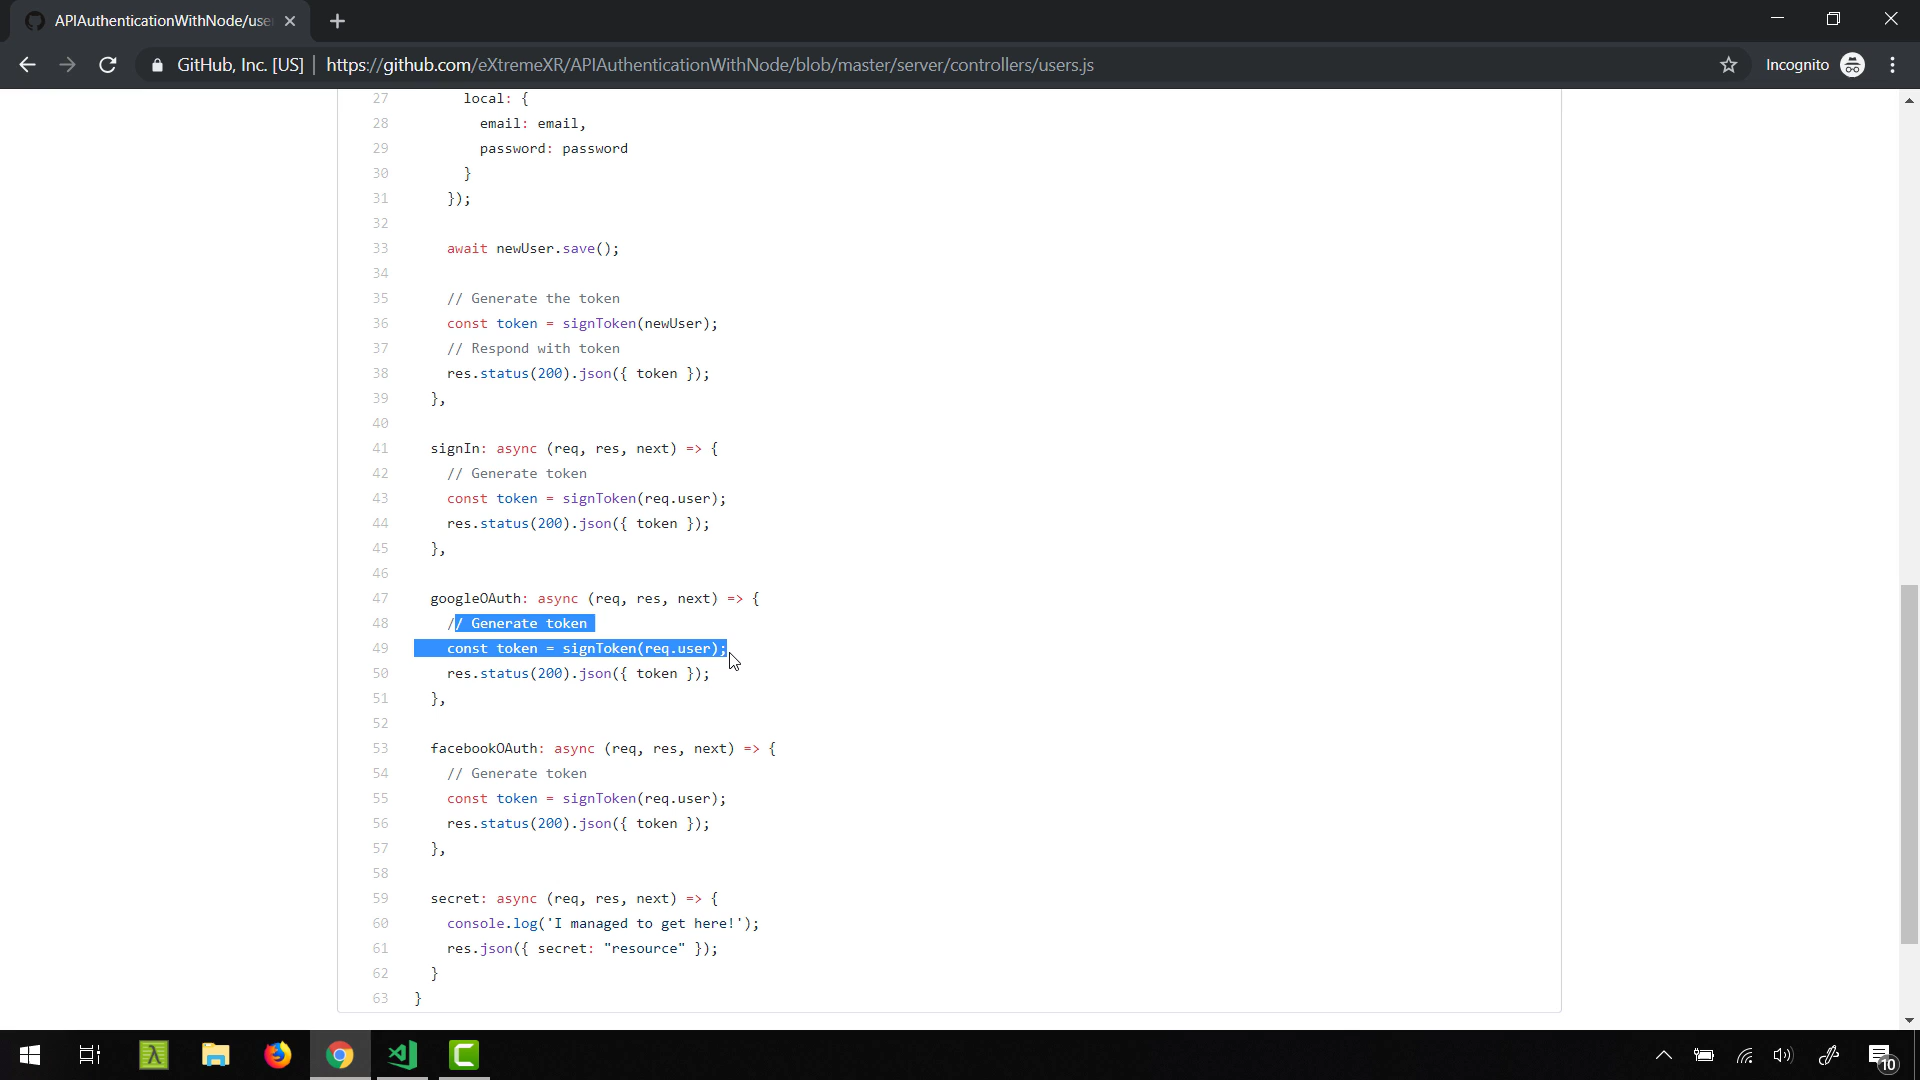 APIAuthenticationWithNode/use
GitHub, Inc. [US]
https://github.com/eXtremeXR/APIAuthenticationWithNode/blob/master/server/controllers/users.js
Incognito
27 local: {
28 email: email,
29 password: password
30 }
31 });
32
33 await newUser.save();
34
35 // Generate the token
36 const token = signToken(newUser);
37 // Respond with token
38 res.status(200).json({ token });
39 },
40
41 signIn: async (req, res, next) => {
42 // Generate token
43 const token = signToken(req.user);
44 res.status(200).json({ token });
45 },
46
47 googleOAuth: async (req, res, next) => {
48 // Generate token
49 const token = signToken(req.user);
50 res.status(200).json({ token });
51 },
52
53 facebookOAuth: async (req, res, next) => {
54 // Generate token
55 const token = signToken(req.user);
56 res.status(200).json({ token });
57 },
58
59 secret: async (req, res, next) => {
60 console.log('I managed to get here!');
61 res.json({ secret: "resource" });
62 }
63 }
10